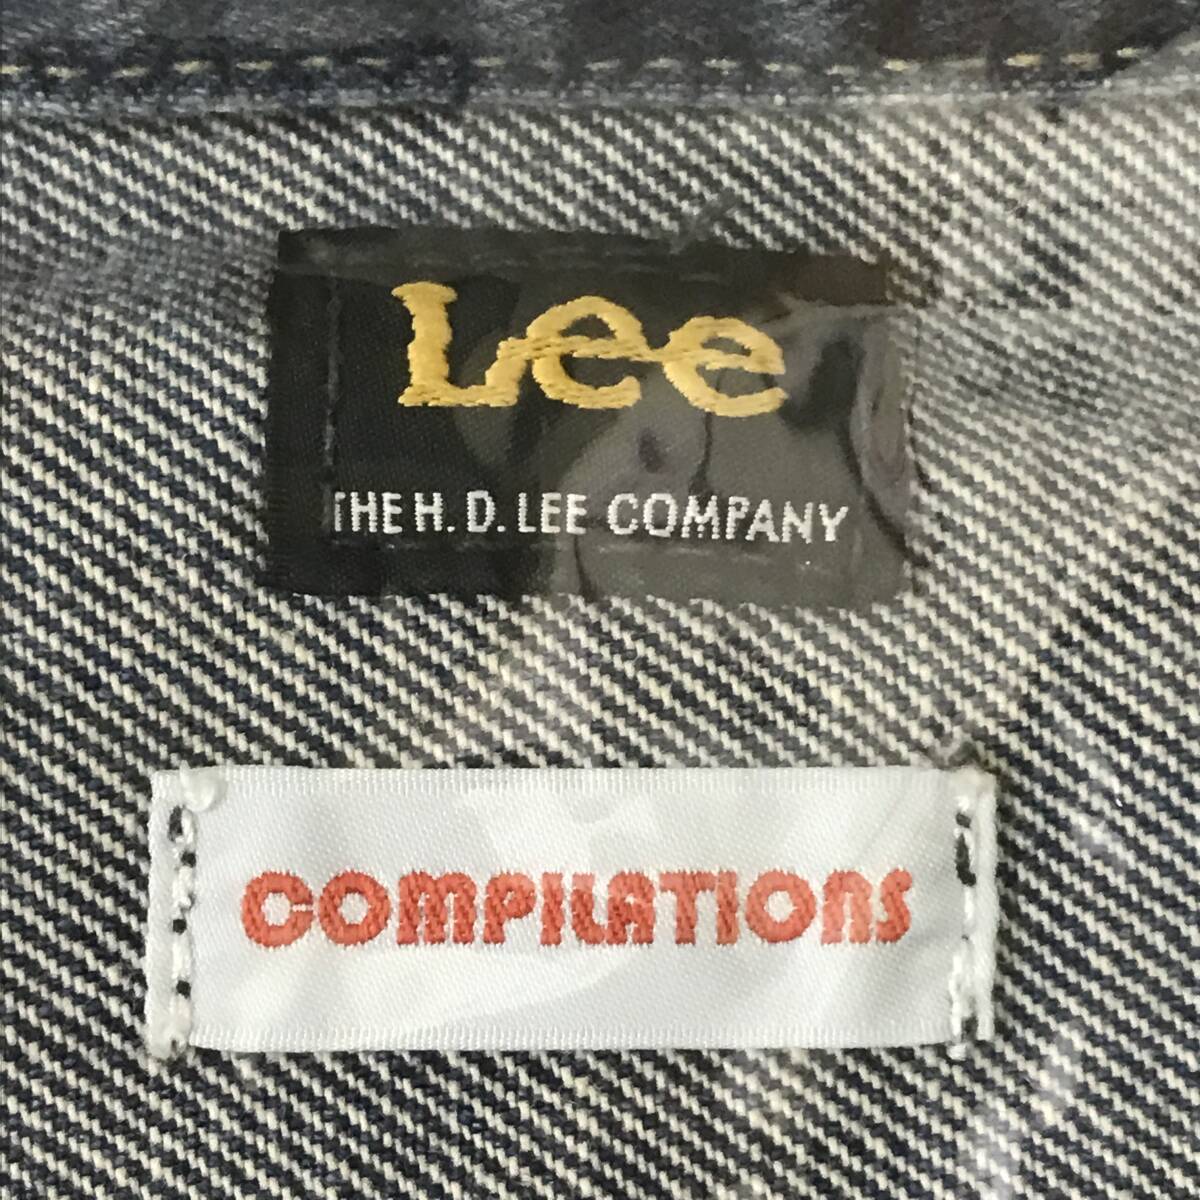 Lee
THE H. D. LEE COMPANY
COMPILATIONS